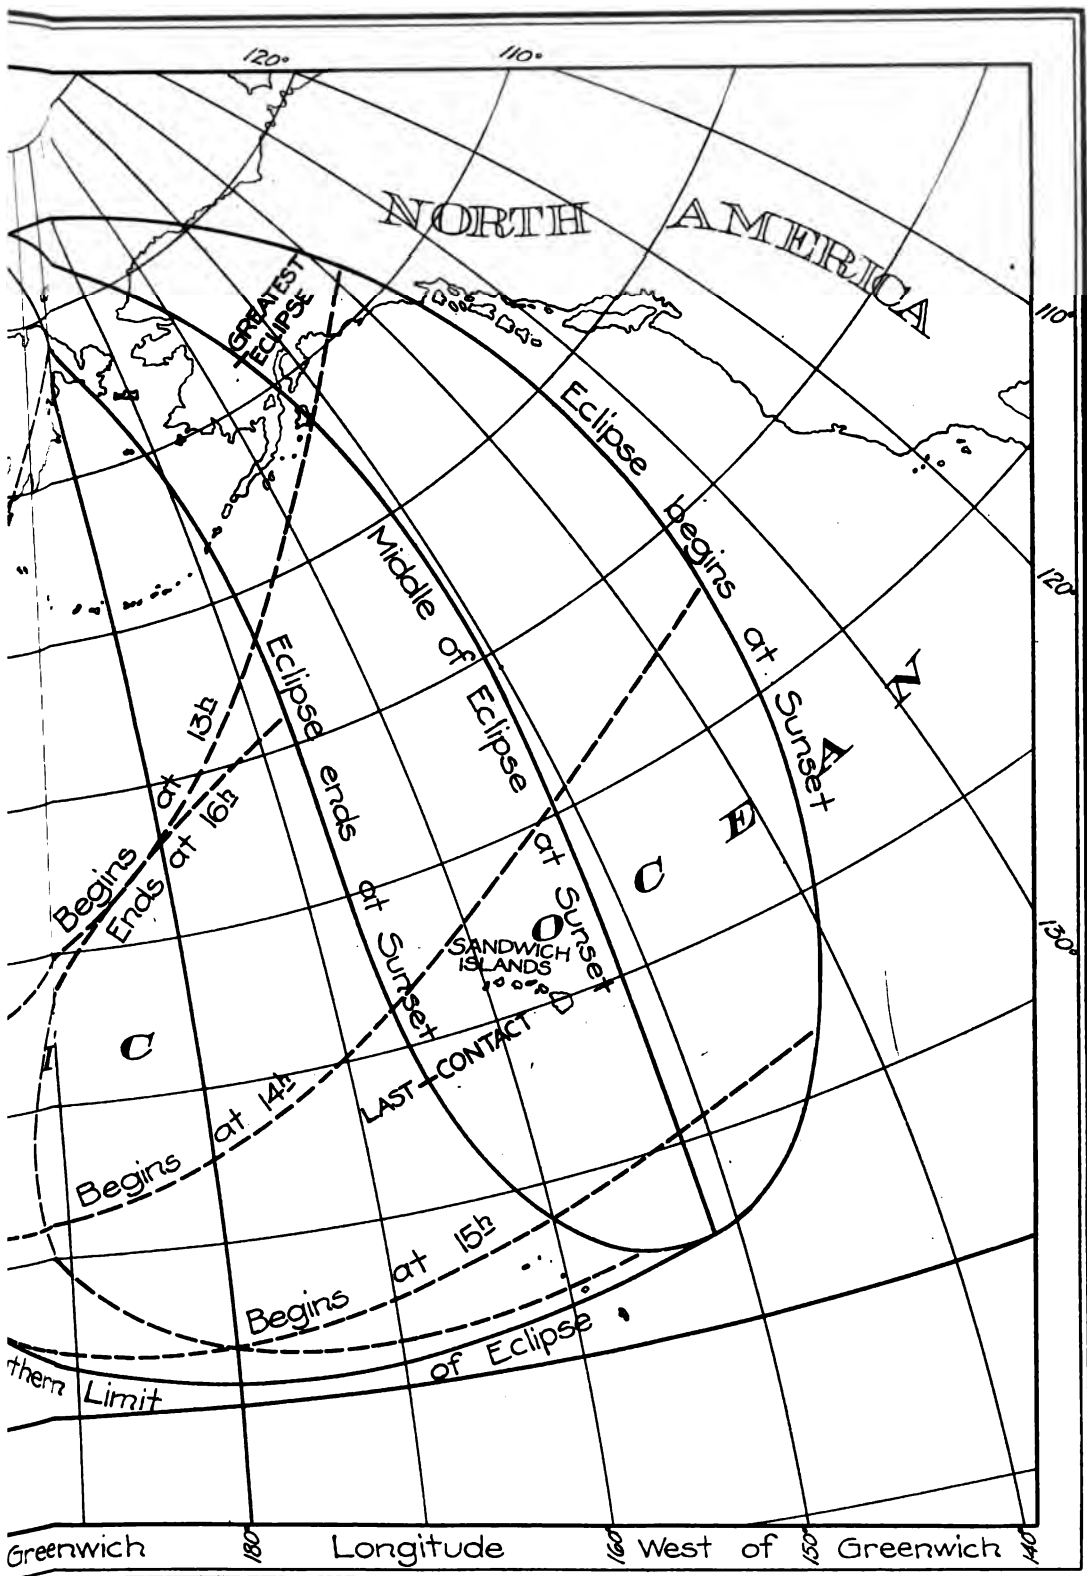 120°
110°
NORTH AMERICA
GREATEST
ECLIPSE
110°
Eclipse begins at Sunset
Middle of Eclipse at Sunset
120°
Eclipse ends at Sunset
N
A
E
C
O
Begins at 13h
Ends at 16h
130°
SANDWICH
ISLANDS
I C
LAST CONTACT
Begins at 14h
Begins at 15h
thern Limit of Eclipse
Greenwich 180° Longitude 160° West of 150° Greenwich 140°